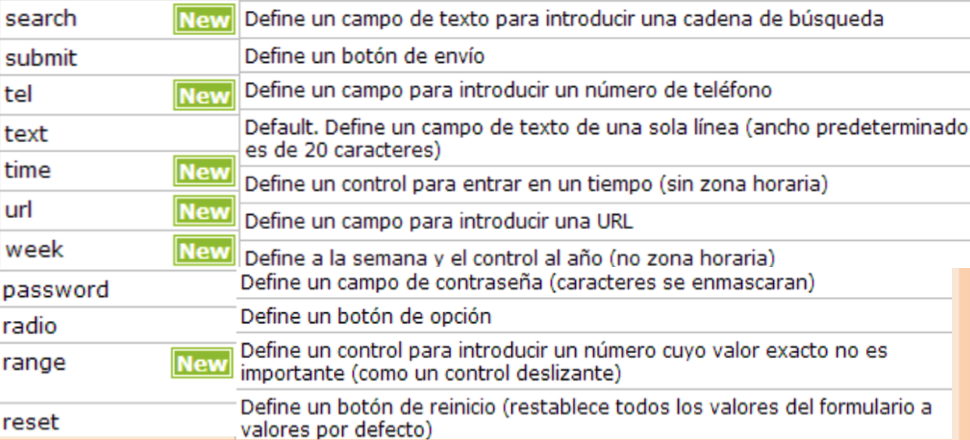 search New Define un campo de texto para introducir una cadena de búsqueda
submit Define un botón de envío
tel New Define un campo para introducir un número de teléfono
text Default. Define un campo de texto de una sola línea (ancho predeterminado
es de 20 caracteres)
time New Define un control para entrar en un tiempo (sin zona horaria)
url New Define un campo para introducir una URL
week New Define a la semana y el control al año (no zona horaria)
password Define un campo de contraseña (caracteres se enmascaran)
radio Define un botón de opción
range New Define un control para introducir un número cuyo valor exacto no es
importante (como un control deslizante)
reset Define un botón de reinicio (restablece todos los valores del formulario a
valores por defecto)